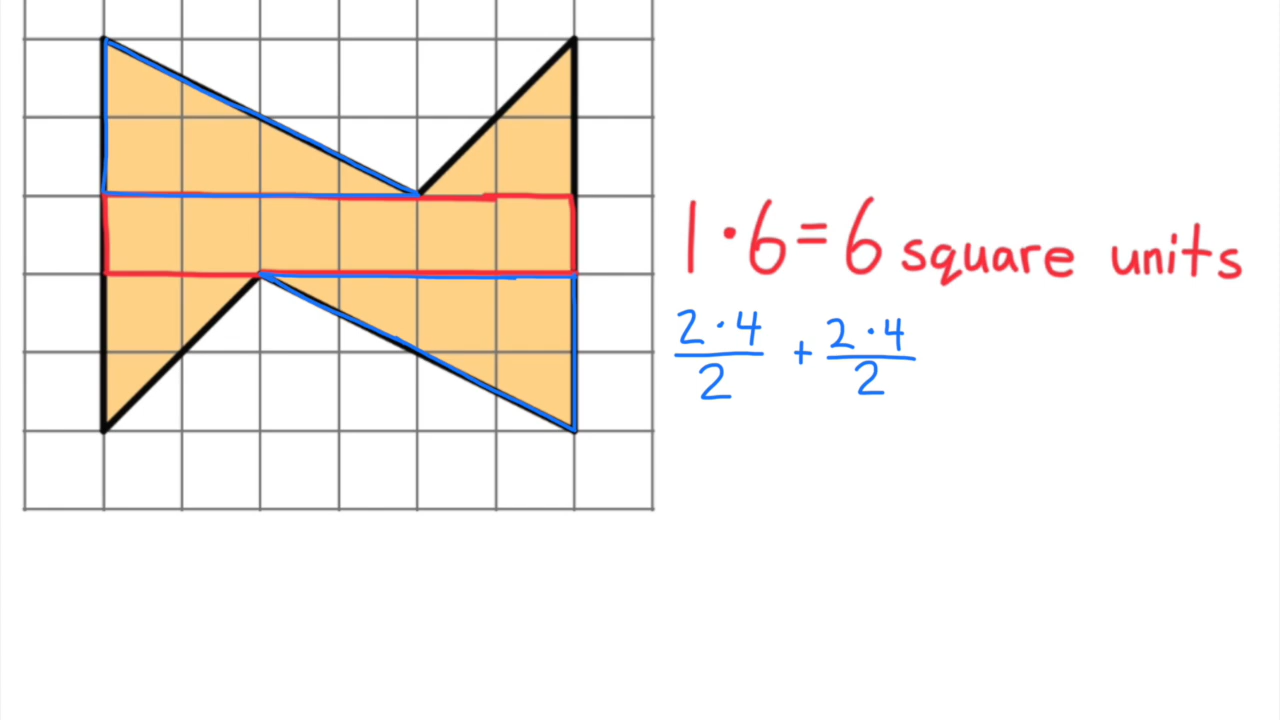 1 · 6 = 6 square units
2 · 4 / 2 + 2 · 4 / 2